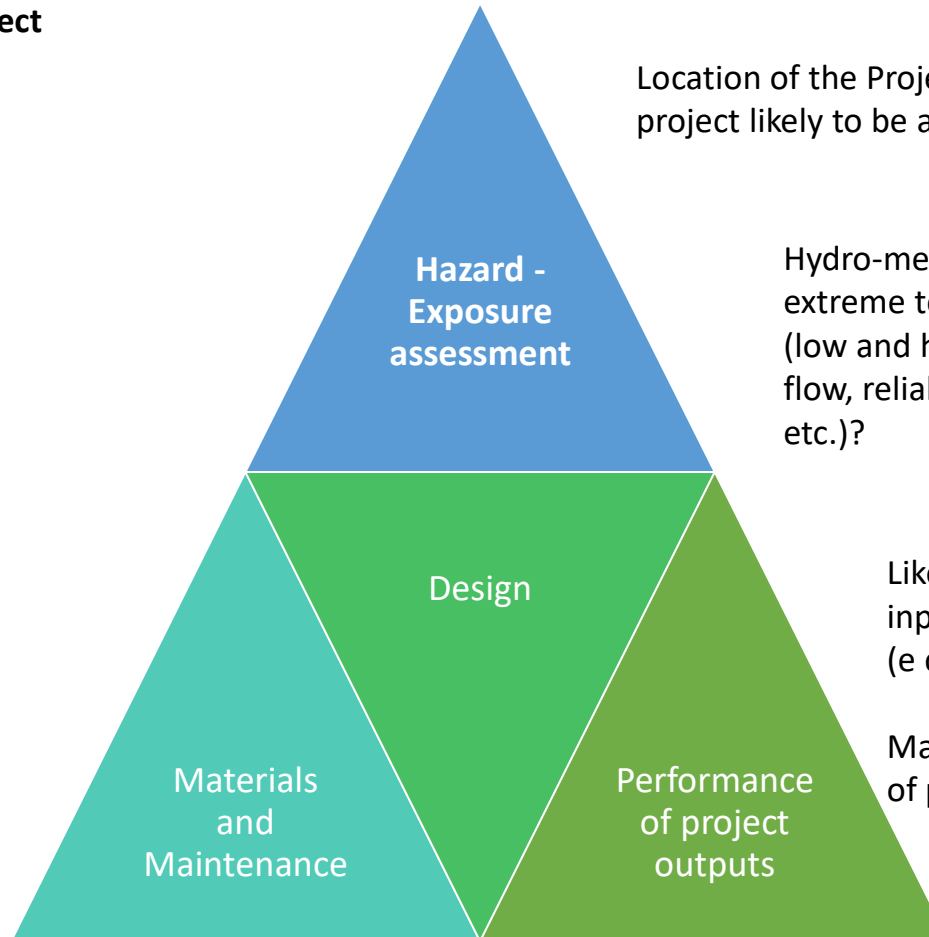 ect
Location of the Proje
project likely to be a
Hazard -
Exposure
assessment
Hydro-me
extreme te
(low and h
flow, relial
etc.)?
Design
Like
inp
(e
Ma
of p
Materials
and
Maintenance
Performance
of project
outputs